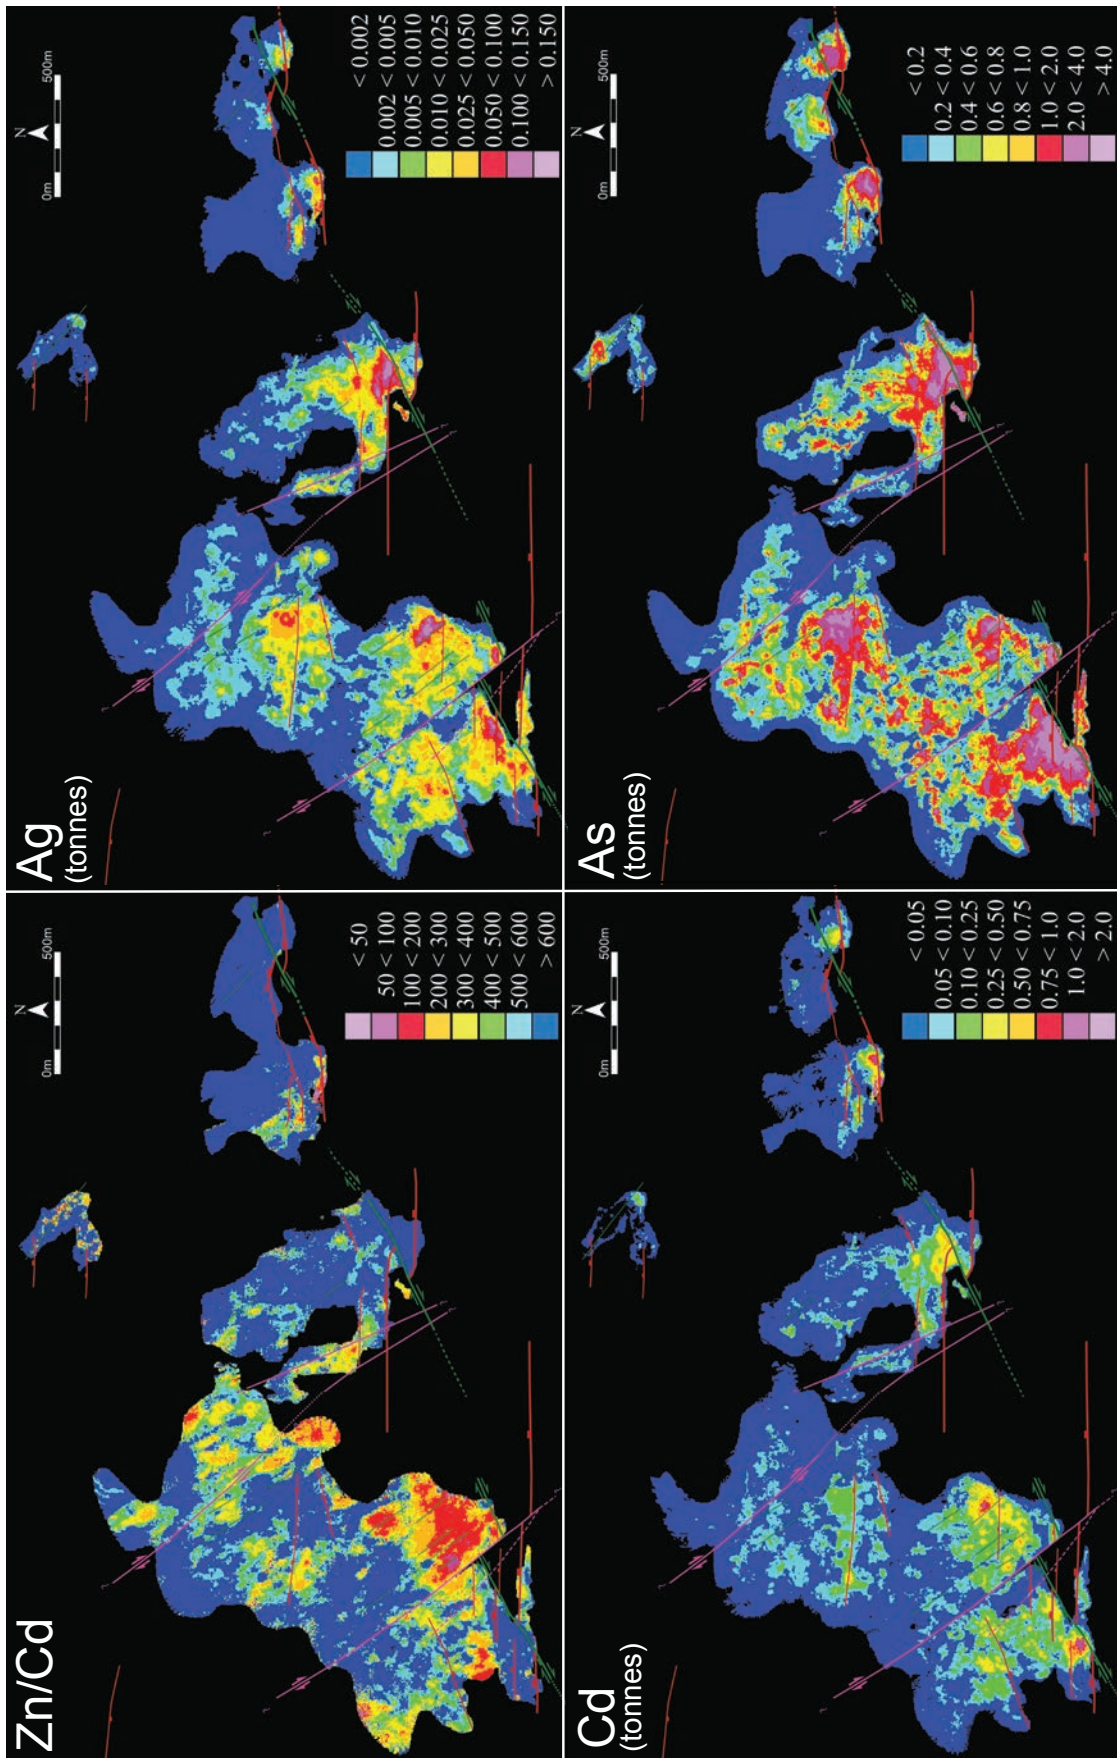 Ag
(tonnes)
N
0m
500m
< 0.002
0.002 < 0.005
0.005 < 0.010
0.010 < 0.025
0.025 < 0.050
0.050 < 0.100
0.100 < 0.150
> 0.150
As
(tonnes)
N
0m
500m
< 0.2
0.2 < 0.4
0.4 < 0.6
0.6 < 0.8
0.8 < 1.0
1.0 < 2.0
2.0 < 4.0
> 4.0
Zn/Cd
N
0m
500m
< 50
50 < 100
100 < 200
200 < 300
300 < 400
400 < 500
500 < 600
> 600
Cd
(tonnes)
N
0m
500m
< 0.05
0.05 < 0.10
0.10 < 0.25
0.25 < 0.50
0.50 < 0.75
0.75 < 1.0
1.0 < 2.0
> 2.0